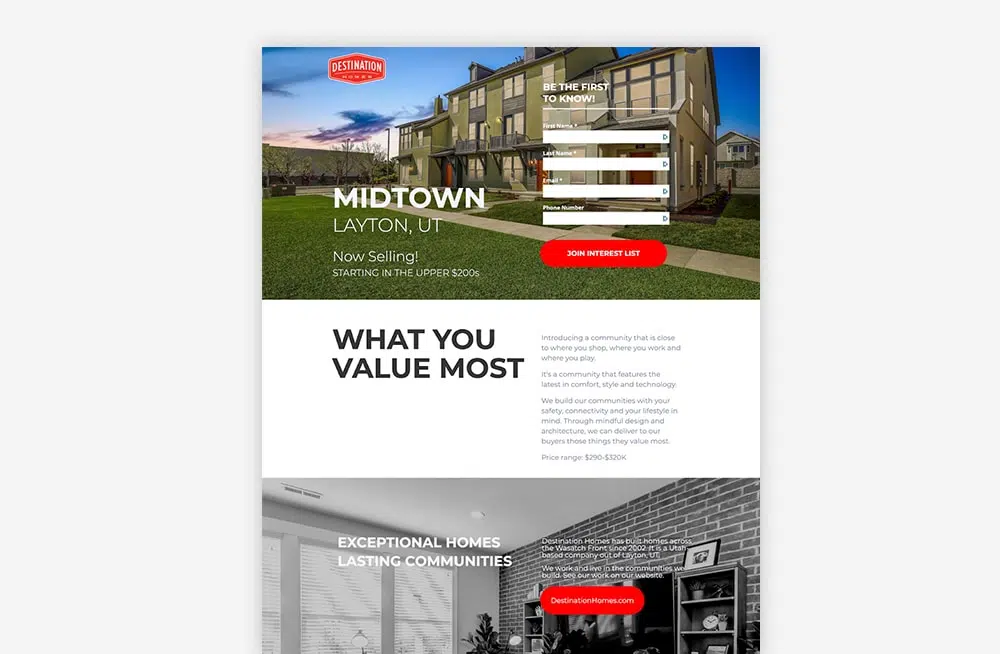 DESTINATION
HOMES
BE THE FIRST
TO KNOW!
First Name *
Last Name *
Email *
Phone Number
JOIN INTEREST LIST
MIDTOWN
LAYTON, UT
Now Selling!
STARTING IN THE UPPER $200s
WHAT YOU
VALUE MOST
Introducing a community that is close
to where you shop, where you work and
where you play.
It's a community that features the
latest in comfort, style and technology.
We build our communities with your
safety, connectivity and your lifestyle in
mind. Through mindful design and
architecture, we can deliver to our
buyers those things they value most.
Price range: $290-$320K
EXCEPTIONAL HOMES
LASTING COMMUNITIES
Destination Homes has built homes across
the Wasatch Front since 2002. It is a Utah
based company out of Layton, UT.
We work and live in the communities we
build. See our work on our website.
DestinationHomes.com